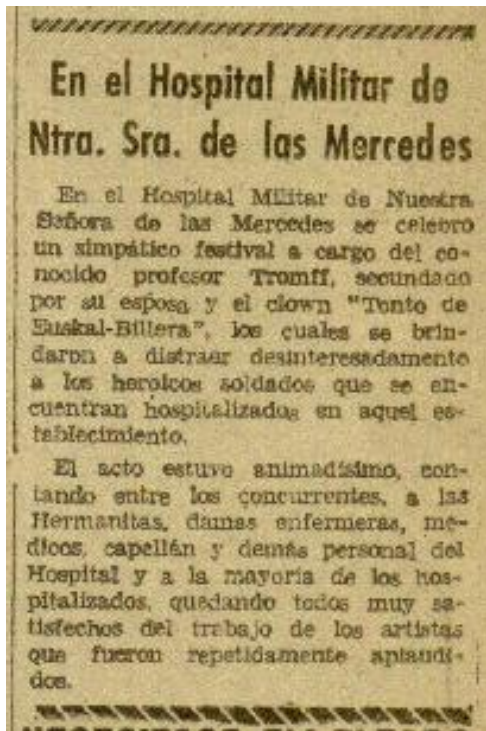 En el Hospital Militar de
Ntra. Sra. de las Mercedes
En el Hospital Militar de Nuestra
Señora de las Mercedes se celebró
un simpático festival a cargo del co-
nocido profesor Tromff, secundado
por su esposa y el clown "Tonto de
Euskal-Billera", los cuales se brin-
daron a distraer desinteresadamente
a los heroicos soldados que se en-
cuentran hospitalizados en aquel es-
tablecimiento.
El acto estuvo animadísimo, con-
tando entre los concurrentes, a las
Hermanitas, damas enfermeras, mé-
dicos, capellán y demás personal del
Hospital y a la mayoría de los hos-
pitalizados, quedando todos muy sa-
tisfechos del trabajo de los artistas
que fueron repetidamente aplaudi-
dos.